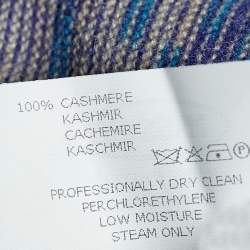 100% CASHMERE
KASHMIR
CACHEMIRE
KASCHMIR
PROFESSIONALLY DRY CLEAN
PERCHLORETHYLENE
LOW MOISTURE
STEAM ONLY